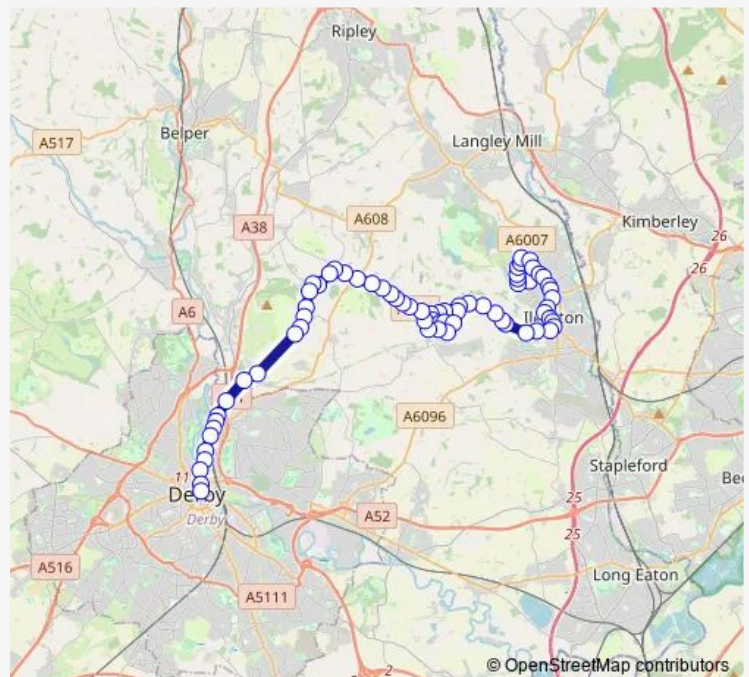 Ripley
Belper
A517
Langley Mill
A608
A38
Kimberley
A6007
26
26
A6
A6096
Stapleford
Derby
Derby
A52
25
25
A516
A5111
Long Eaton
2
© OpenStreetMap contributors